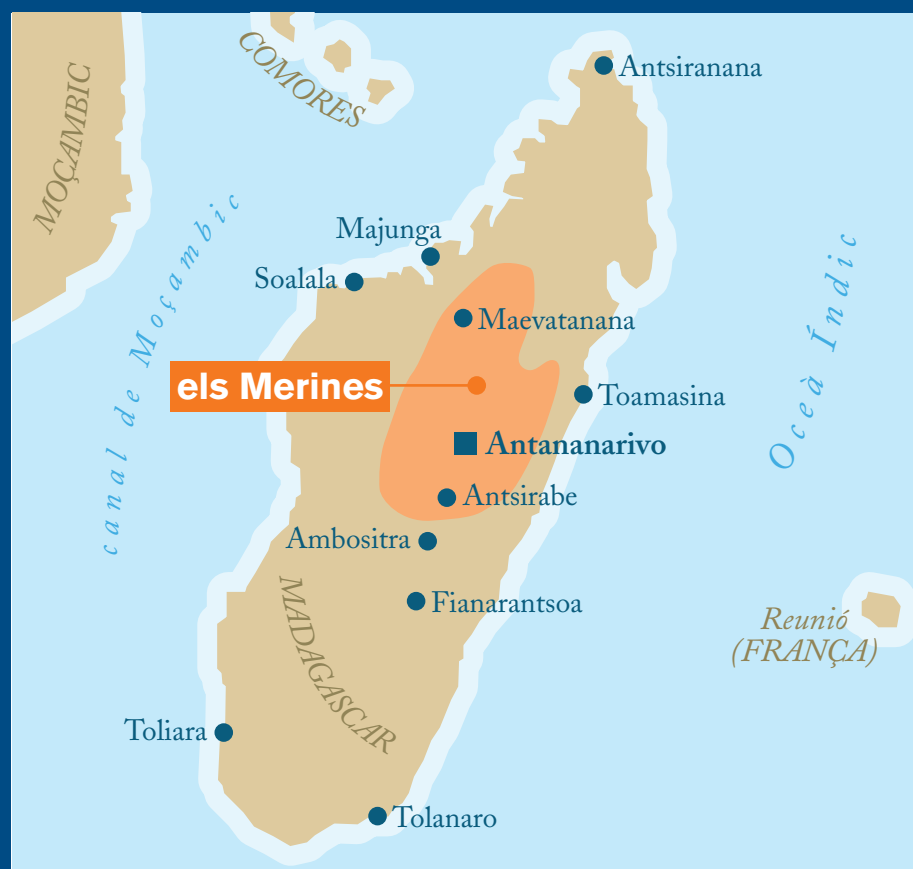 COMORES
Antsiranana
MOÇAMBIC
canal de Moçambic
Majunga
Soalala
Maevatanana
Oceà Índic
els Merines
Toamasina
Antananarivo
Antsirabe
Ambositra
Fianarantsoa
MADAGASCAR
Reunió
(FRANÇA)
Toliara
Tolanaro